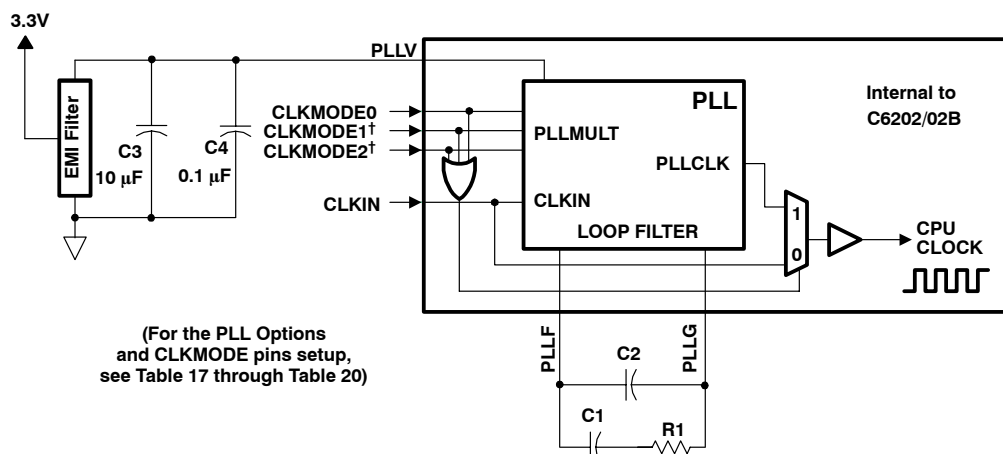 3.3V
EMI Filter
C3
10 μF
C4
0.1 μF
PLLV
CLKMODE0
CLKMODE1†
CLKMODE2†
CLKIN
PLL
PLLMULT
PLLCLK
CLKIN
LOOP FILTER
Internal to
C6202/02B
1
0
CPU
CLOCK
(For the PLL Options
and CLKMODE pins setup,
see Table 17 through Table 20)
PLLF
PLLG
C2
C1
R1